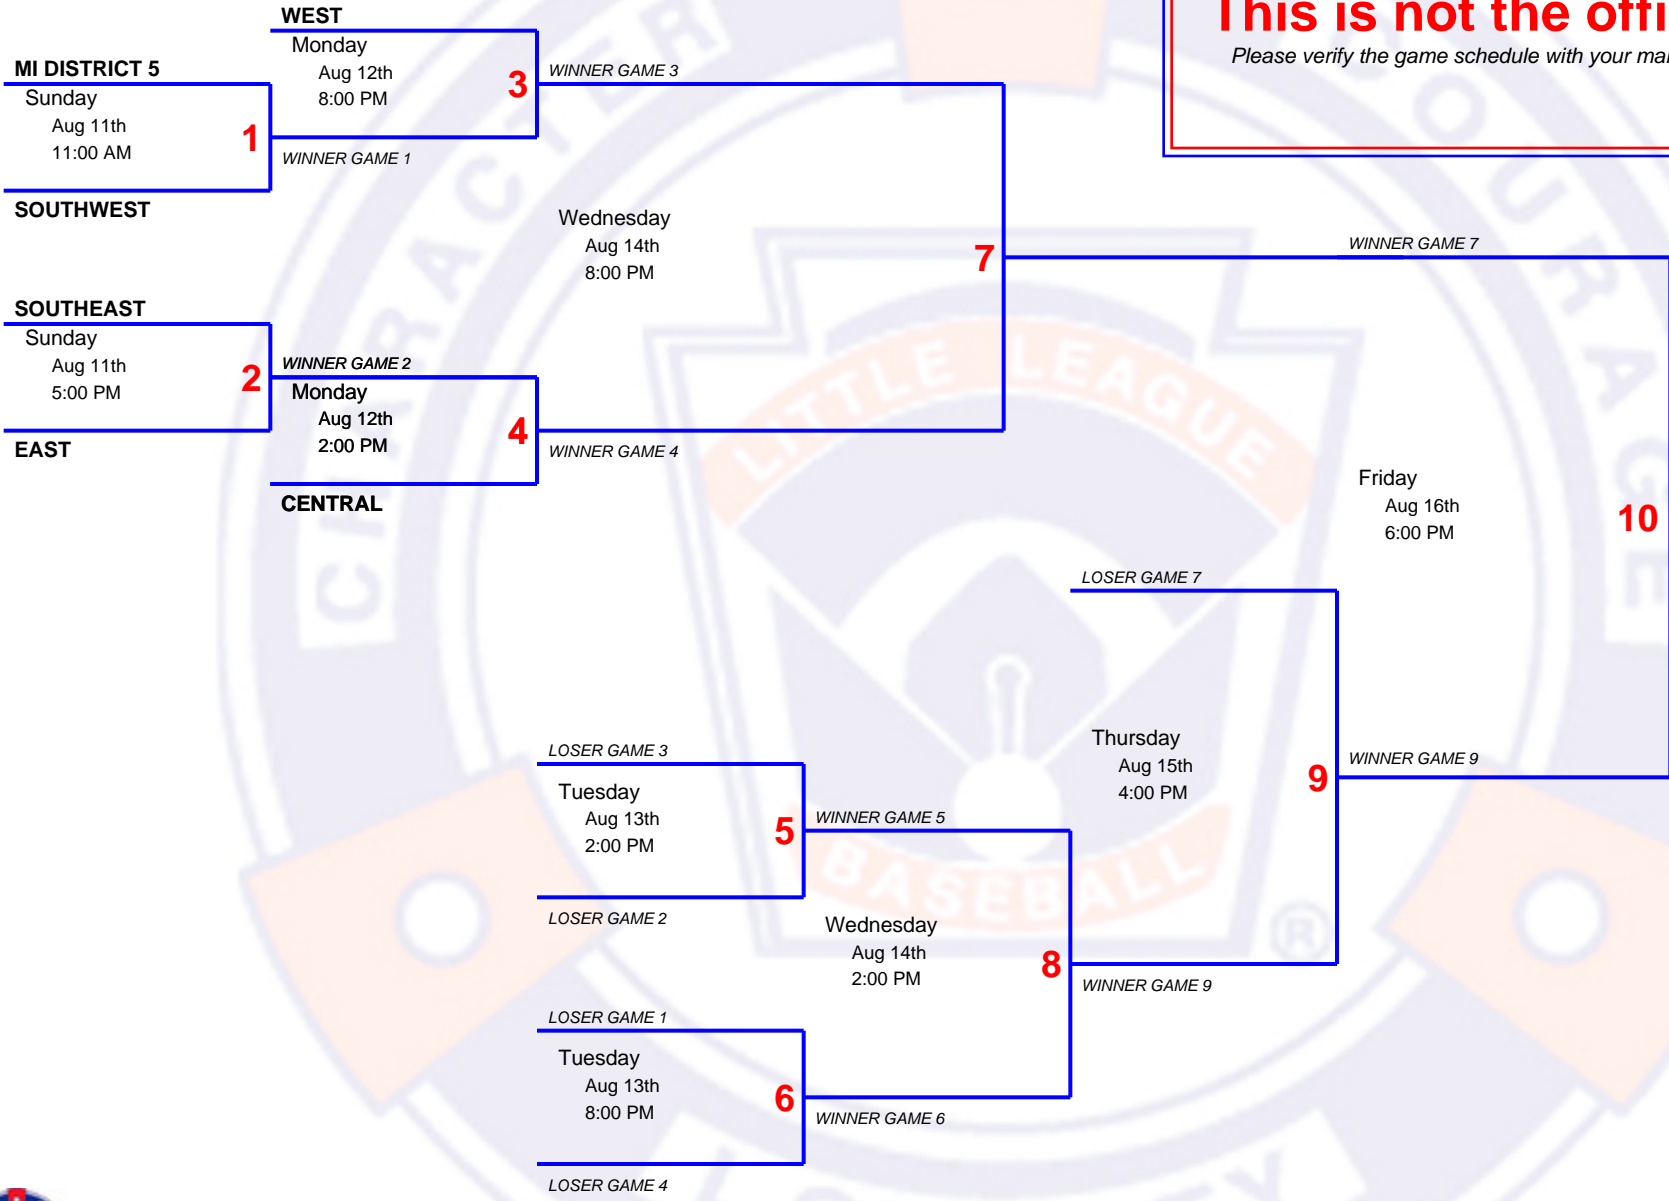 This is not the offi
Please verify the game schedule with your ma
WEST
Monday
Aug 12th
8:00 PM
3
WINNER GAME 3
MI DISTRICT 5
Sunday
Aug 11th
11:00 AM
1
WINNER GAME 1
SOUTHWEST
Wednesday
Aug 14th
8:00 PM
7
WINNER GAME 7
SOUTHEAST
Sunday
Aug 11th
5:00 PM
2
WINNER GAME 2
Monday
Aug 12th
2:00 PM
4
WINNER GAME 4
EAST
CENTRAL
Friday
Aug 16th
6:00 PM
10
LOSER GAME 7
Thursday
Aug 15th
4:00 PM
9
WINNER GAME 9
LOSER GAME 3
Tuesday
Aug 13th
2:00 PM
5
WINNER GAME 5
LOSER GAME 2
Wednesday
Aug 14th
2:00 PM
8
WINNER GAME 9
LOSER GAME 1
Tuesday
Aug 13th
8:00 PM
6
WINNER GAME 6
LOSER GAME 4
CHARACTER
COURAGE
LITTLE LEAGUE
BASEBALL
®